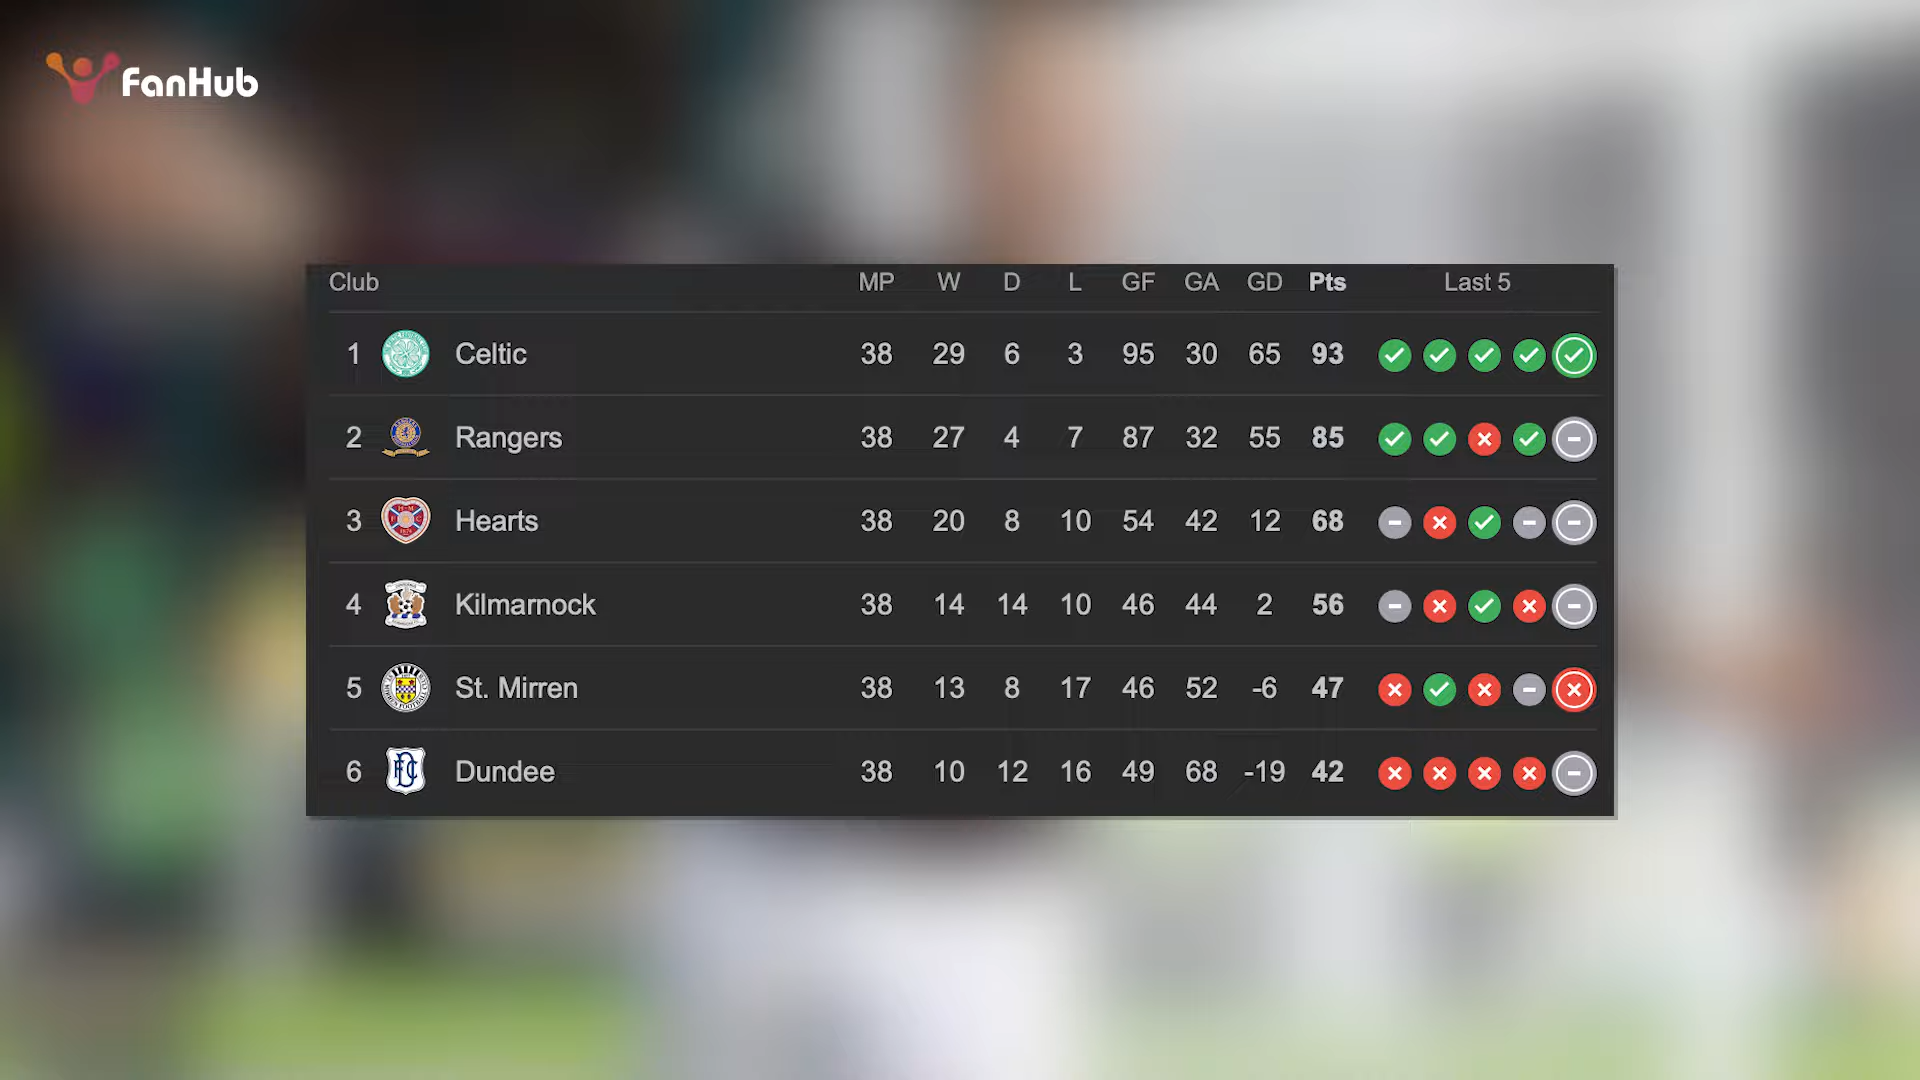 FanHub
Club MP W D L GF GA GD Pts Last 5
1 Celtic 38 29 6 3 95 30 65 93
2 Rangers 38 27 4 7 87 32 55 85
3 Hearts 38 20 8 10 54 42 12 68
4 Kilmarnock 38 14 14 10 46 44 2 56
5 St. Mirren 38 13 8 17 46 52 -6 47
6 Dundee 38 10 12 16 49 68 -19 42